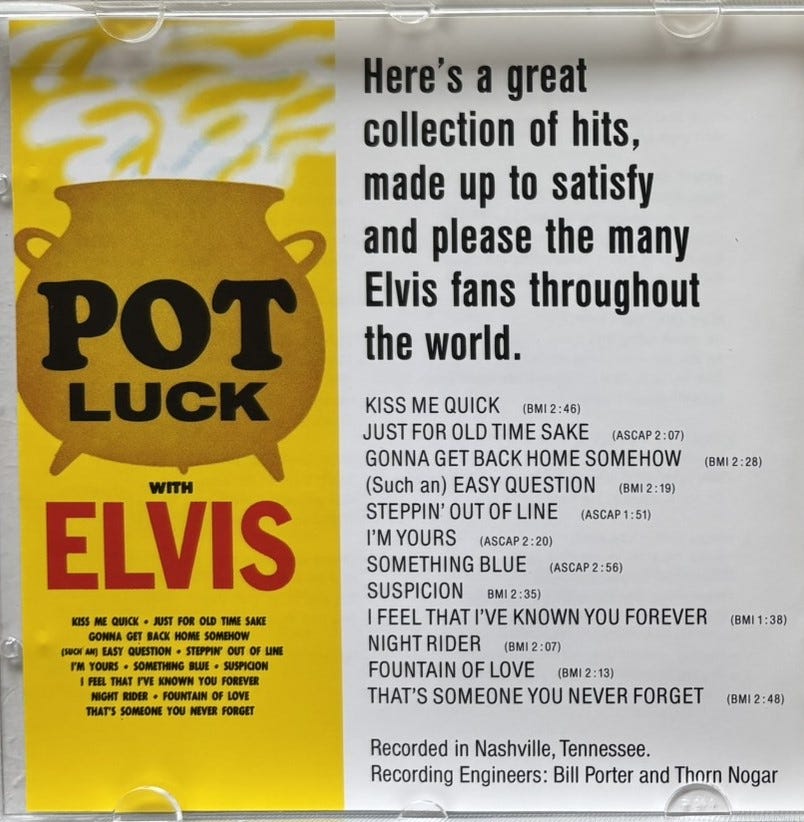 POT
LUCK
WITH
ELVIS
KISS ME QUICK • JUST FOR OLD TIME SAKE
GONNA GET BACK HOME SOMEHOW
(SUCH AN) EASY QUESTION • STEPPIN' OUT OF LINE
I'M YOURS • SOMETHING BLUE • SUSPICION
I FEEL THAT I'VE KNOWN YOU FOREVER
NIGHT RIDER • FOUNTAIN OF LOVE
THAT'S SOMEONE YOU NEVER FORGET
Here's a great
collection of hits,
made up to satisfy
and please the many
Elvis fans throughout
the world.
KISS ME QUICK (BMI 2:46)
JUST FOR OLD TIME SAKE (ASCAP 2:07)
GONNA GET BACK HOME SOMEHOW (BMI 2:28)
(Such an) EASY QUESTION (BMI 2:19)
STEPPIN' OUT OF LINE (ASCAP 1:51)
I'M YOURS (ASCAP 2:20)
SOMETHING BLUE (ASCAP 2:56)
SUSPICION BMI 2:35)
I FEEL THAT I'VE KNOWN YOU FOREVER (BMI 1:38)
NIGHT RIDER (BMI 2:07)
FOUNTAIN OF LOVE (BMI 2:13)
THAT'S SOMEONE YOU NEVER FORGET (BMI 2:48)
Recorded in Nashville, Tennessee.
Recording Engineers: Bill Porter and Thorn Nogar